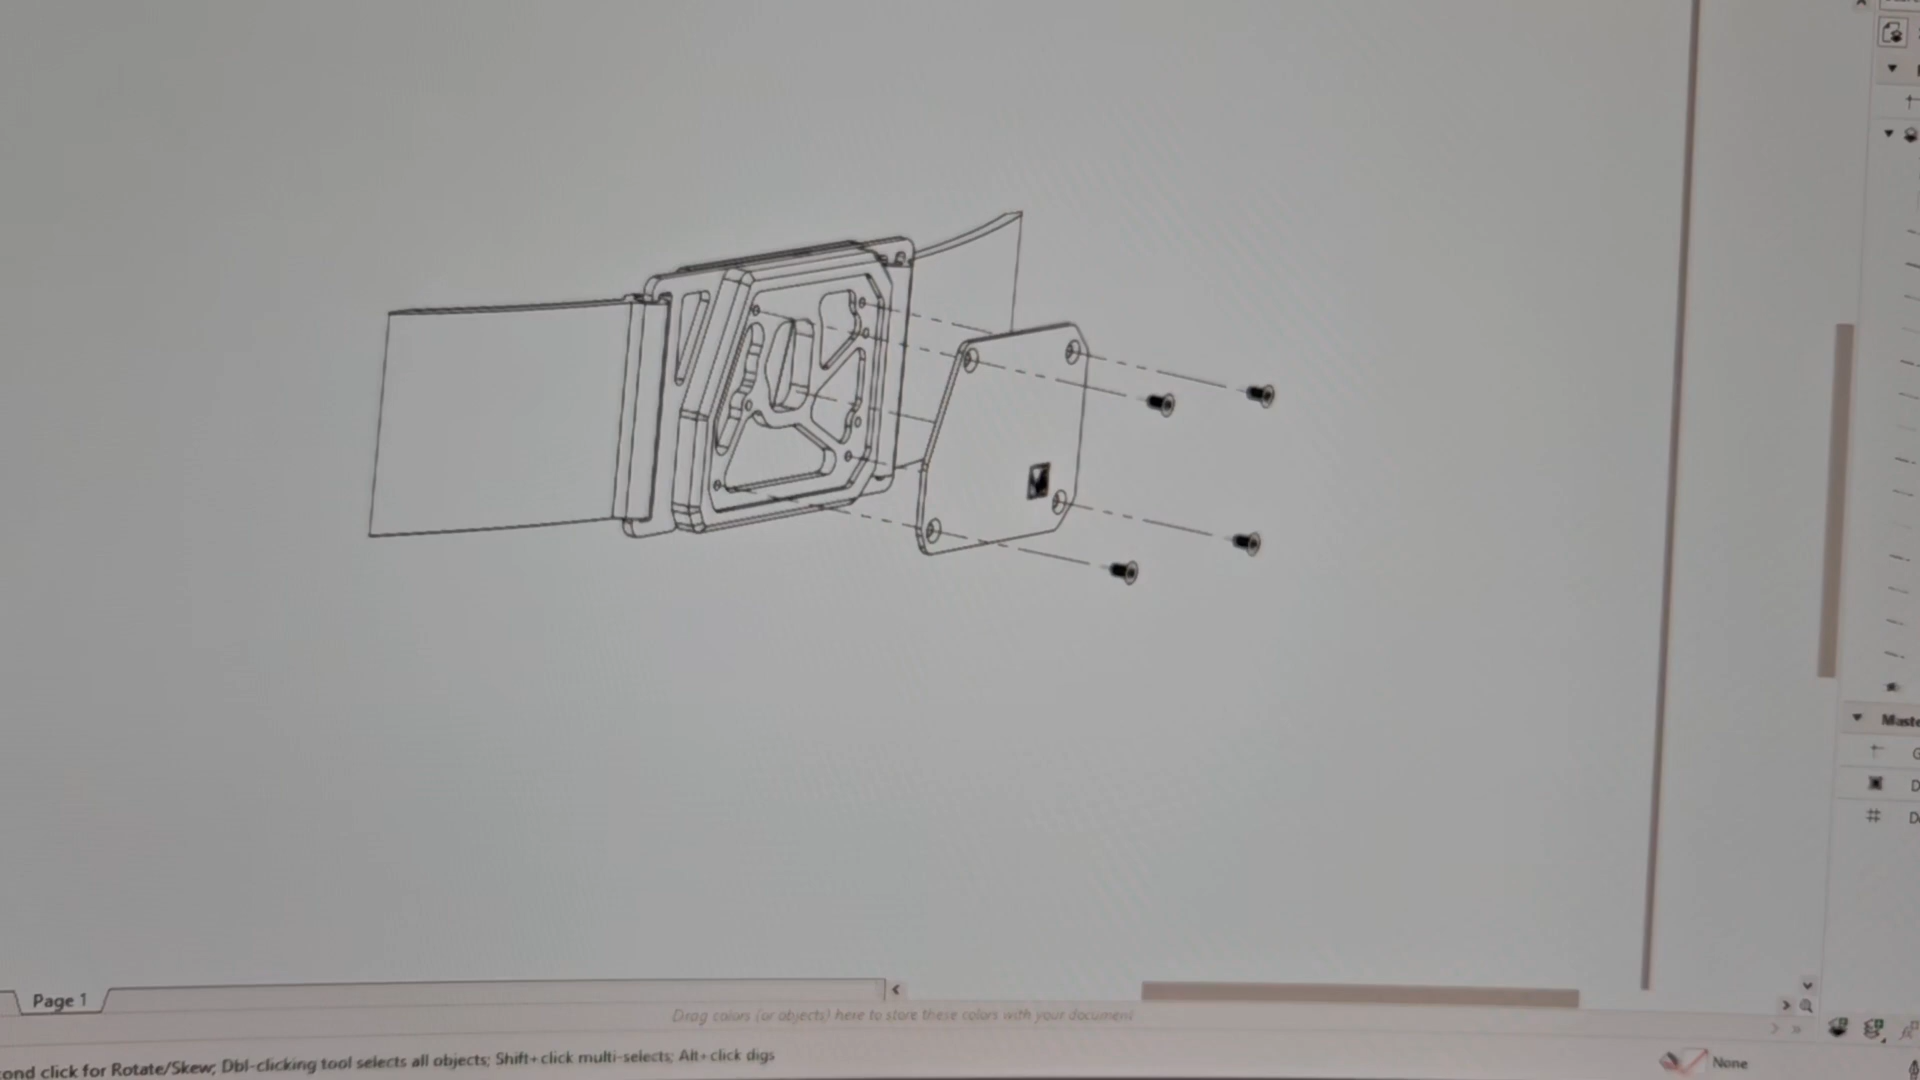 Page 1
Drag colors (or objects) here to store these colors with your document
ond click for Rotate/Skew; Dbl-clicking tool selects all objects; Shift+click multi-selects; Alt+click digs
None
Maste
G
D
D